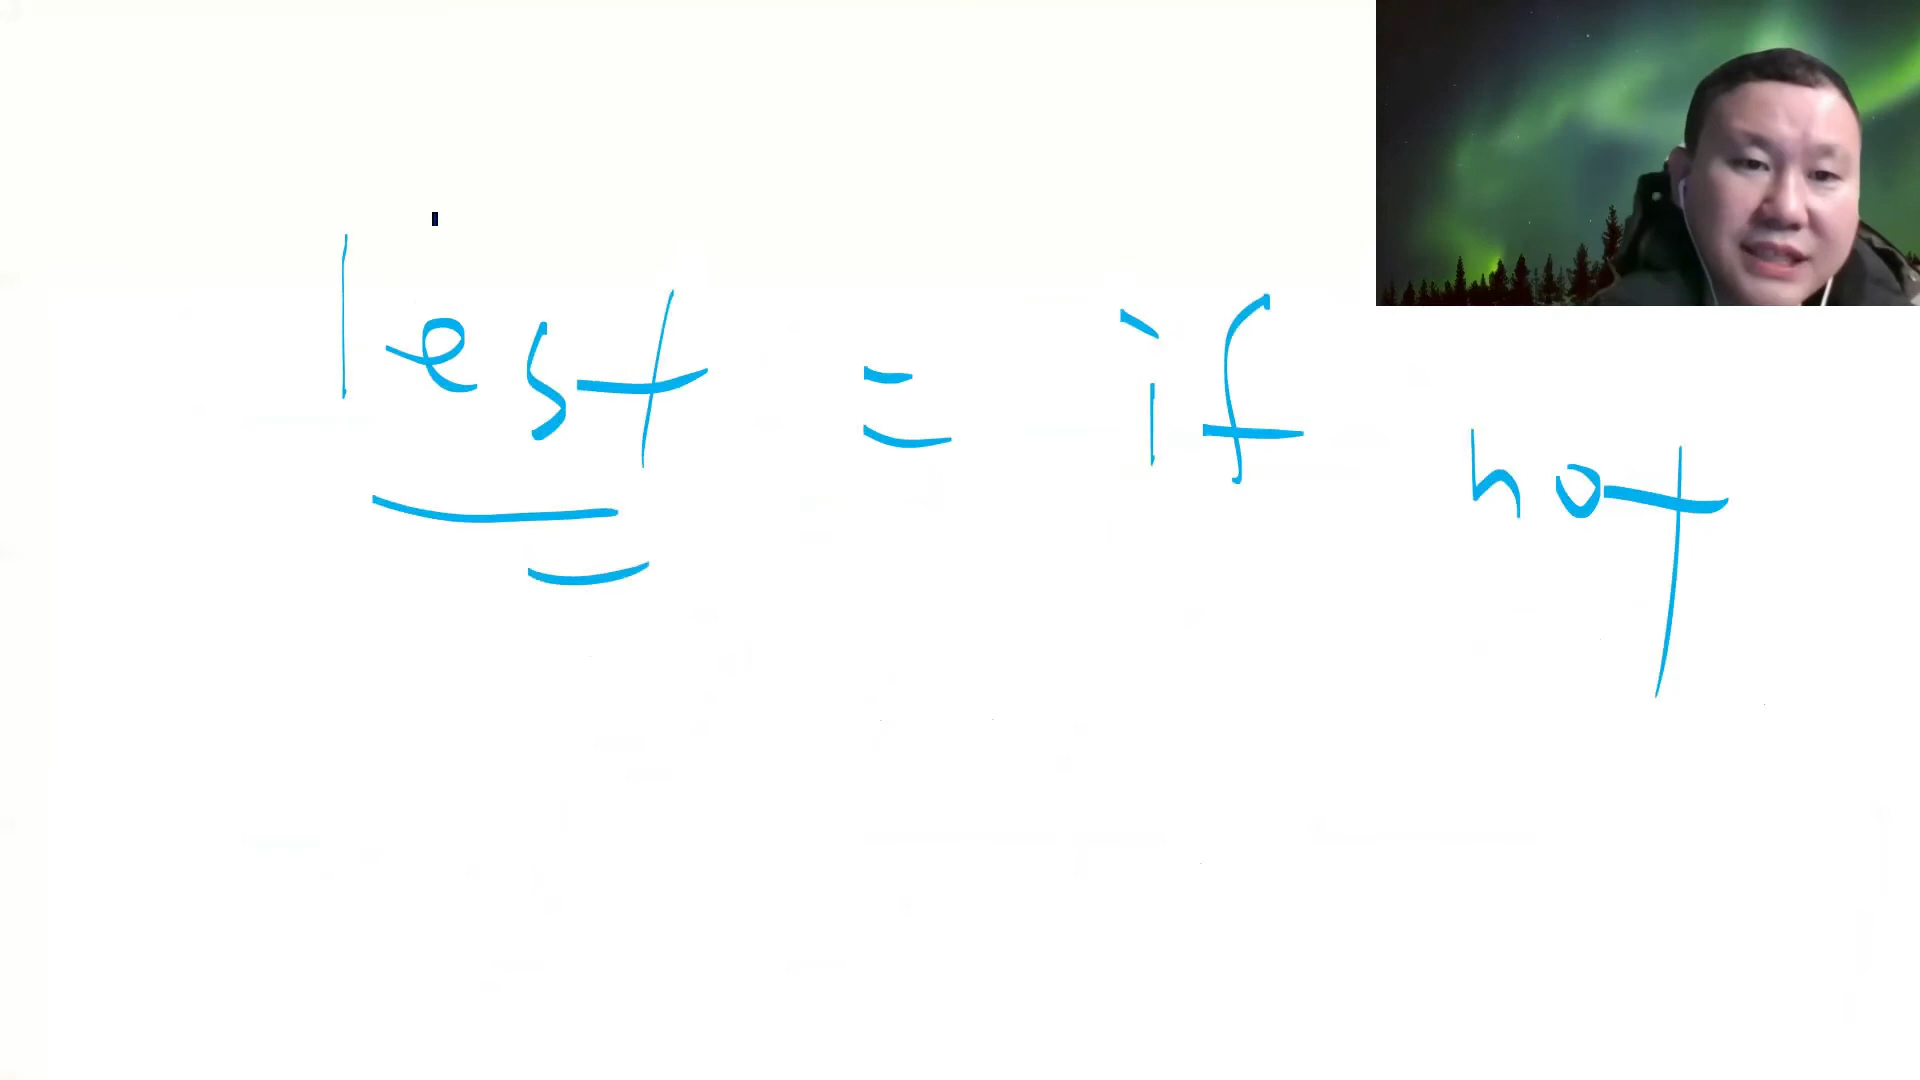 lest = if not